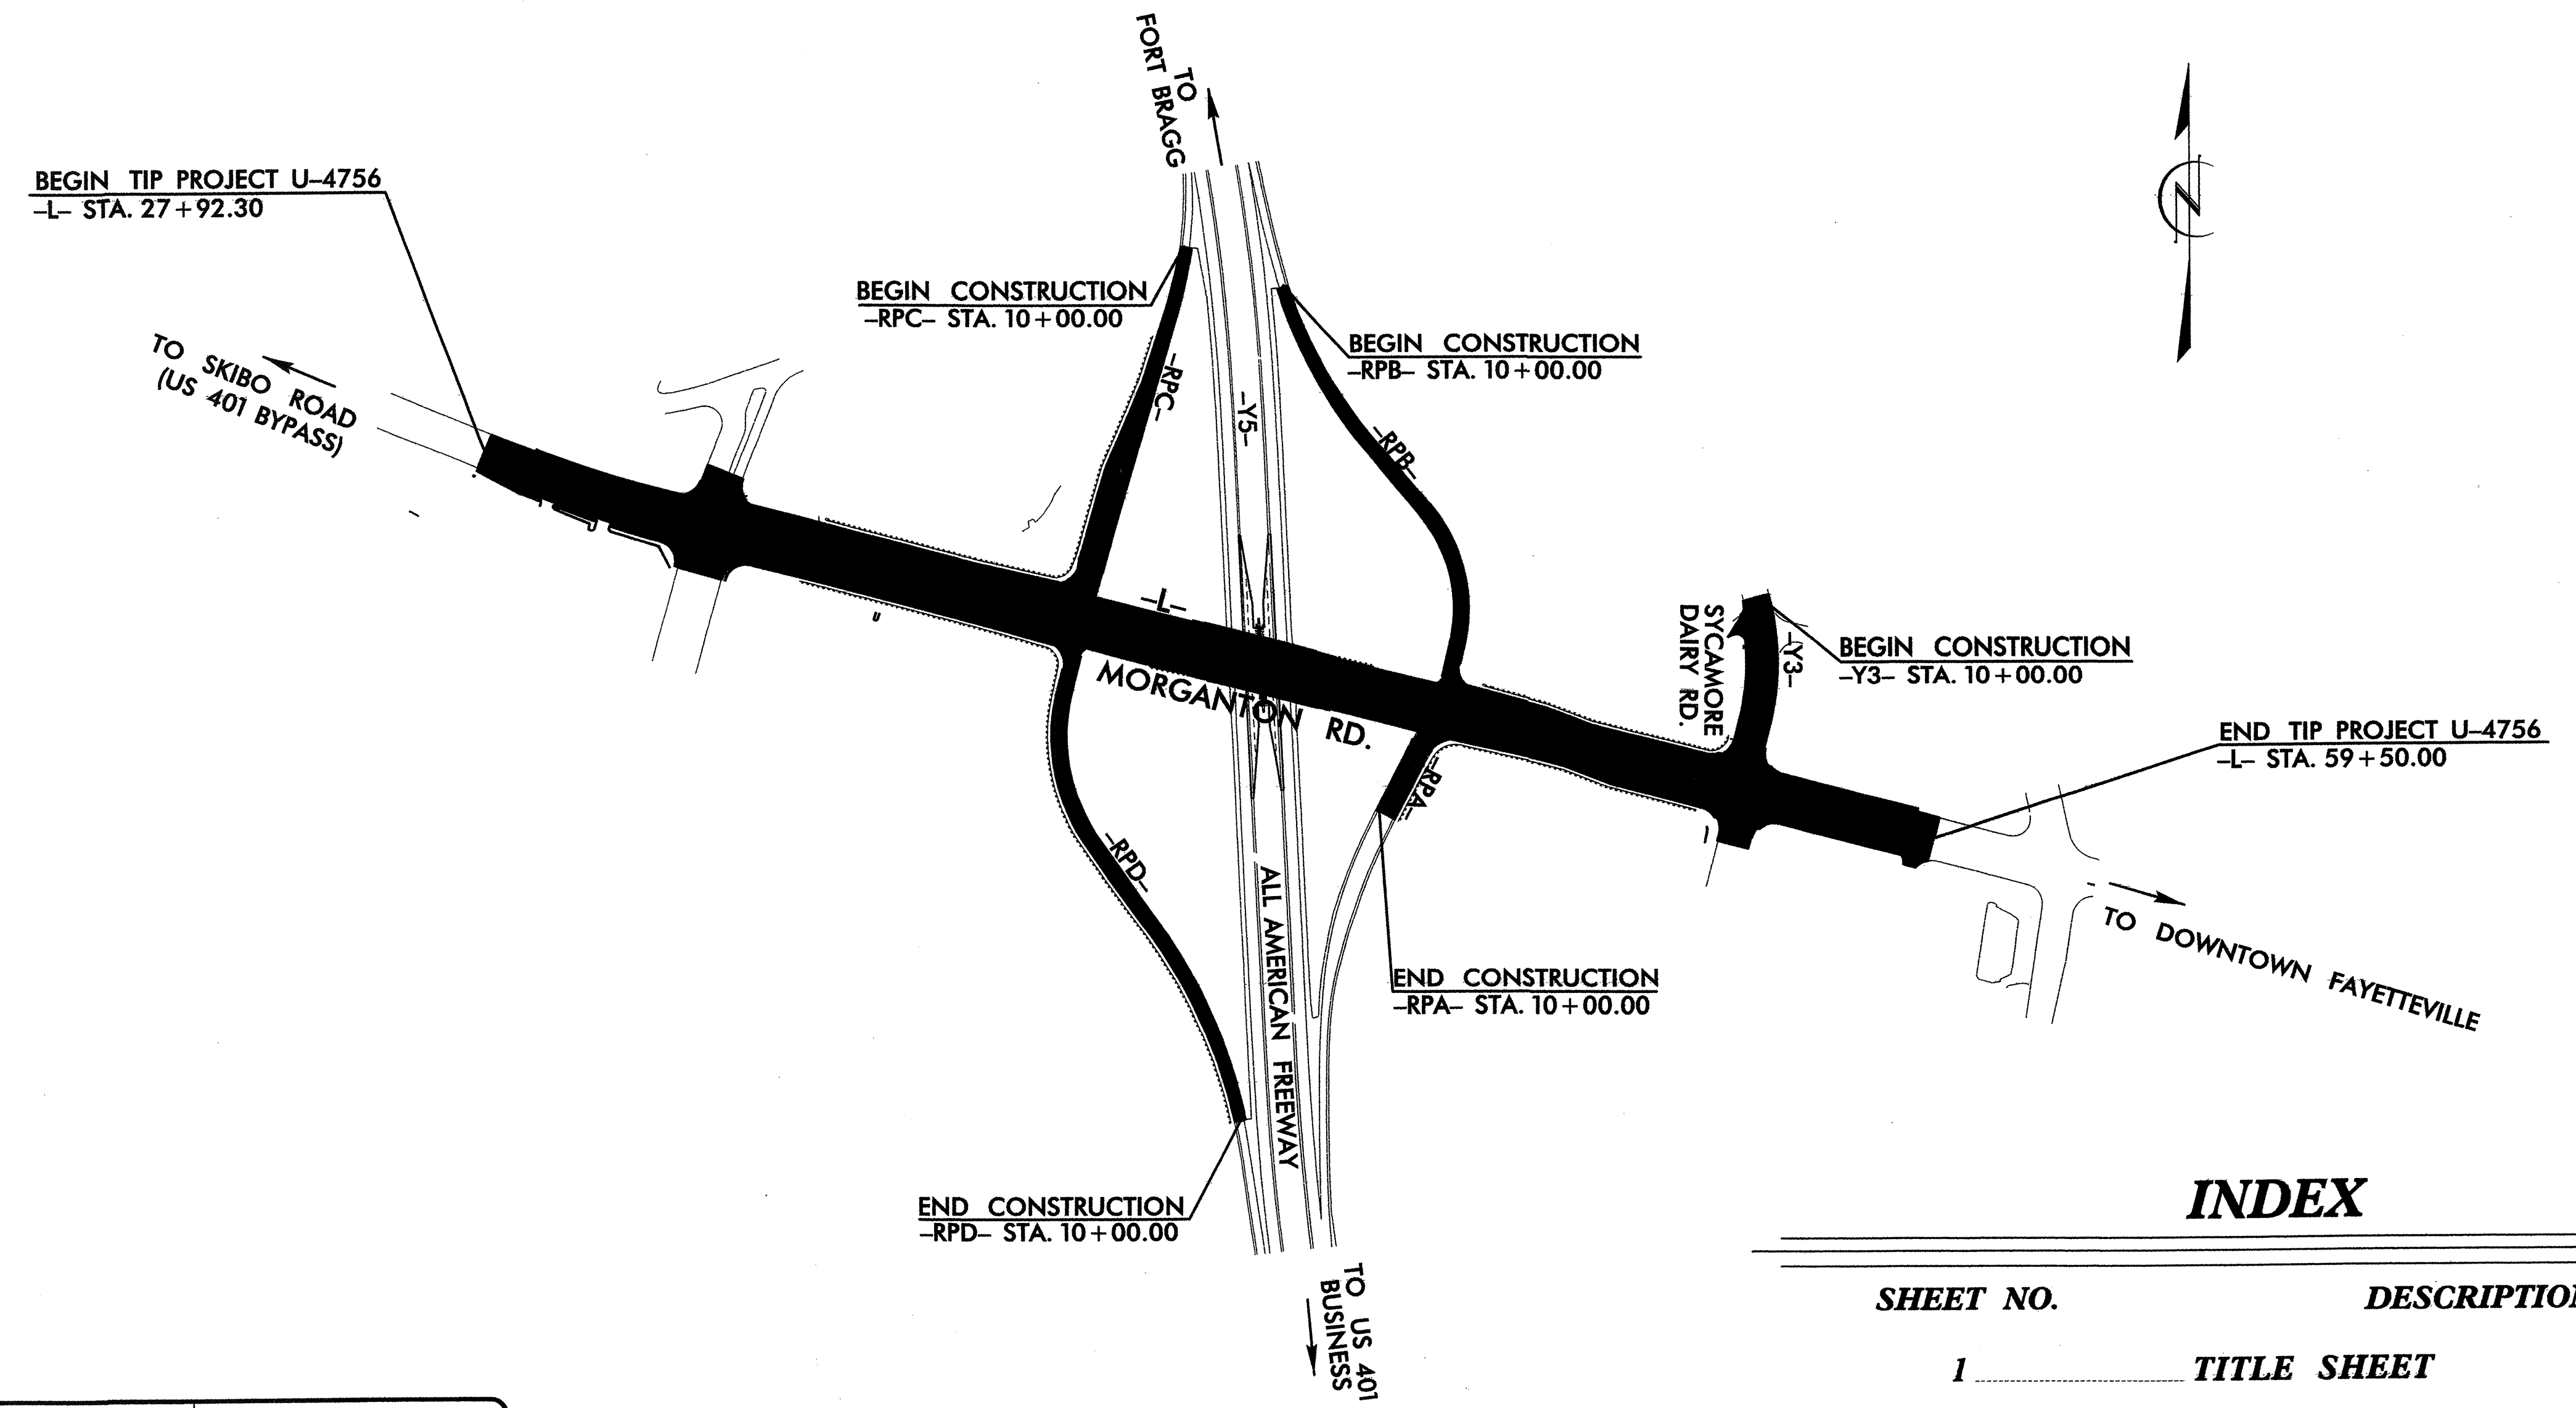 TO
FORT BRAGG
BEGIN TIP PROJECT U–4756
–L– STA. 27+92.30
BEGIN CONSTRUCTION
–RPC– STA. 10+00.00
BEGIN CONSTRUCTION
–RPB– STA. 10+00.00
TO SKIBO ROAD
(US 401 BYPASS)
–RPC–
–Y5–
–RPB–
N
–L–
MORGANTON RD.
SYCAMORE
DAIRY RD.
–Y3–
BEGIN CONSTRUCTION
–Y3– STA. 10+00.00
END TIP PROJECT U–4756
–L– STA. 59+50.00
–RPA–
–RPD–
ALL AMERICAN FREEWAY
END CONSTRUCTION
–RPA– STA. 10+00.00
TO DOWNTOWN FAYETTEVILLE
END CONSTRUCTION
–RPD– STA. 10+00.00
TO US 401
BUSINESS
INDEX
SHEET NO. DESCRIPTION
1 TITLE SHEET